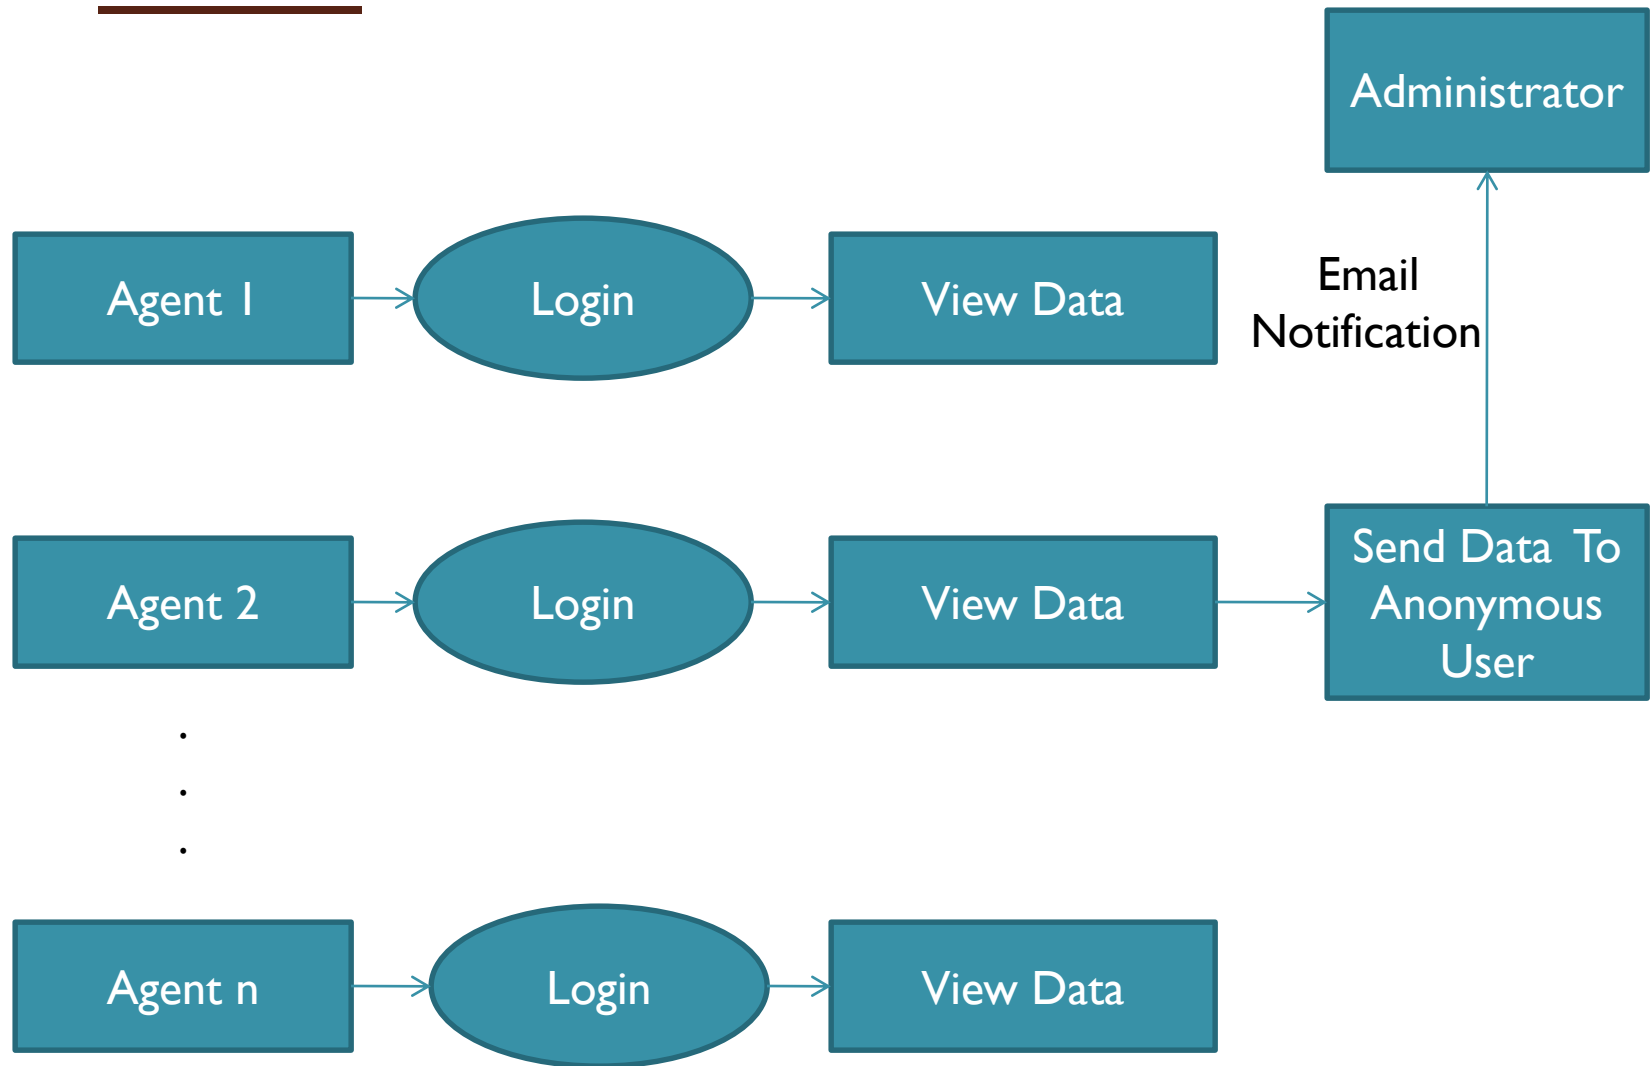 Administrator
Agent 1
Login
View Data
Email
Notification
Agent 2
Login
View Data
Send Data To
Anonymous
User
.
.
.
Agent n
Login
View Data